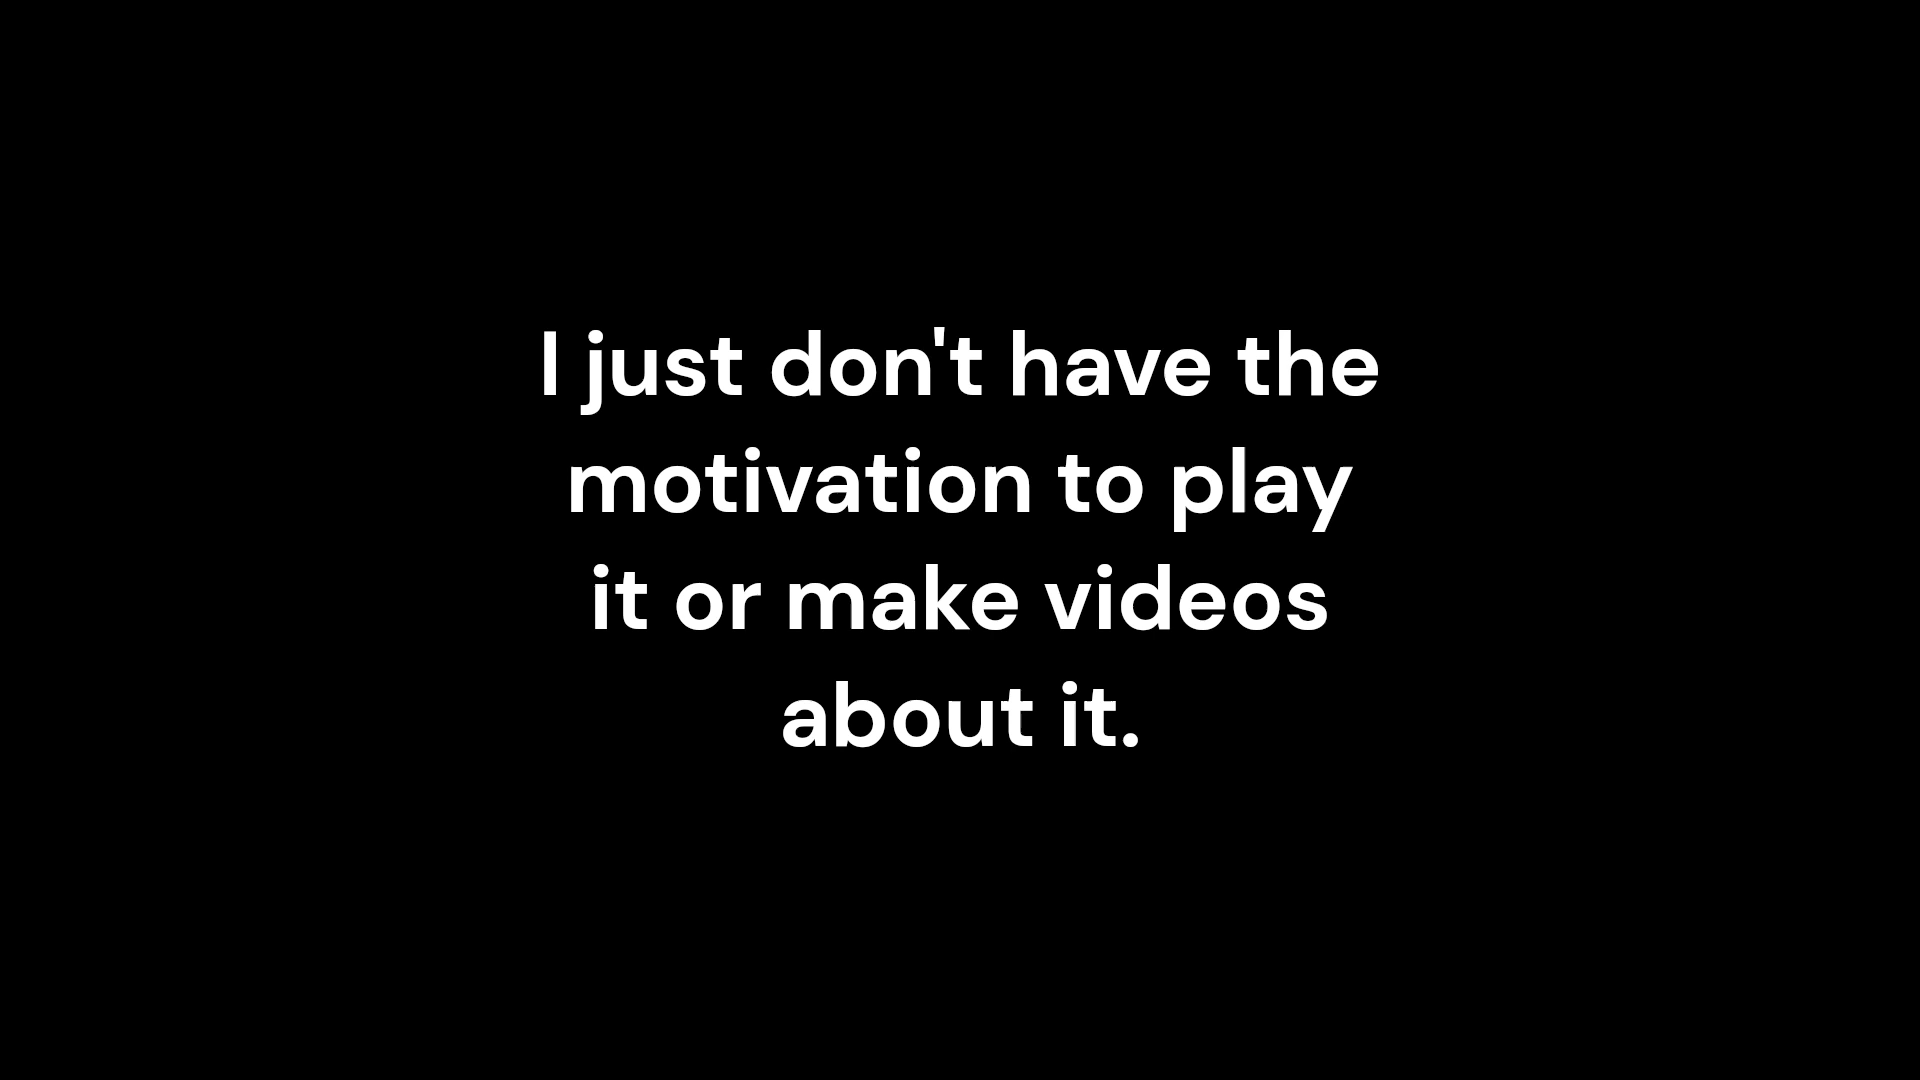 I just don't have the
motivation to play
it or make videos
about it.